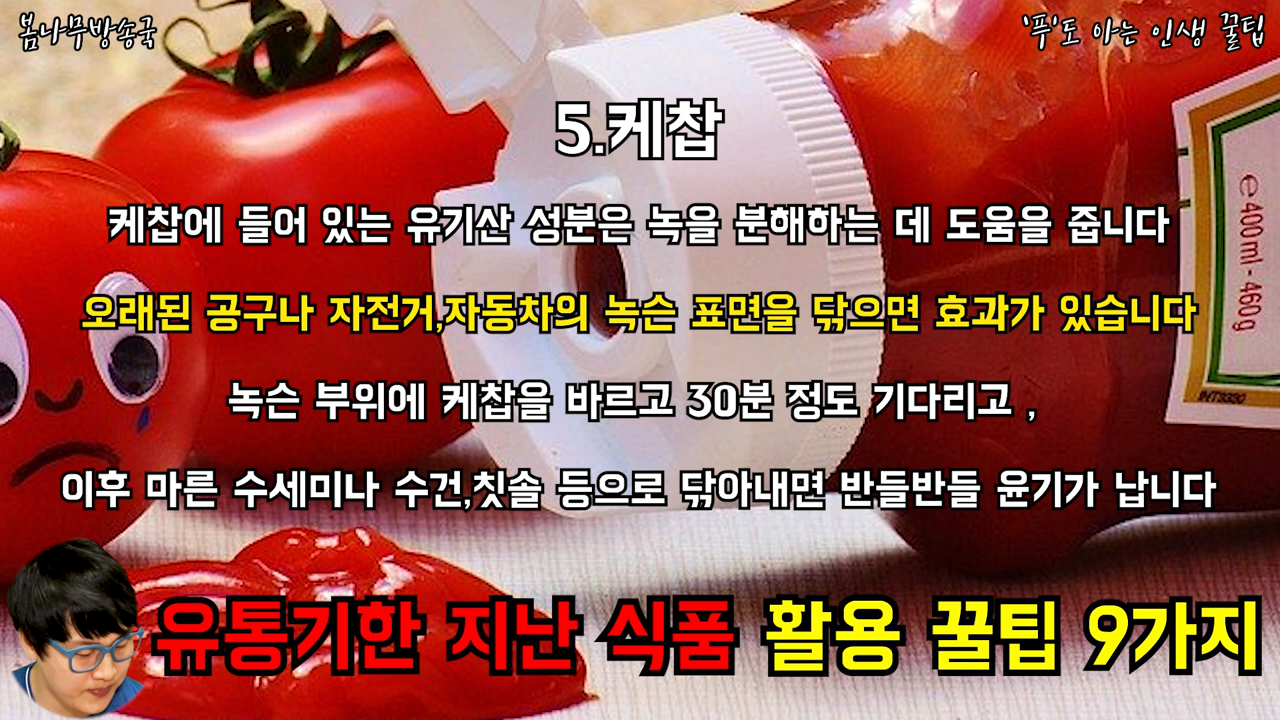 봄나무방송국
'푸'도 아는 인생 꿀팁
5.케찹
케찹에 들어 있는 유기산 성분은 녹을 분해하는 데 도움을 줍니다
오래된 공구나 자전거,자동차의 녹슨 표면을 닦으면 효과가 있습니다
녹슨 부위에 케찹을 바르고 30분 정도 기다리고 ,
이후 마른 수세미나 수건,칫솔 등으로 닦아내면 반들반들 윤기가 납니다
e 400ml - 460g
유통기한 지난 식품 활용 꿀팁 9가지